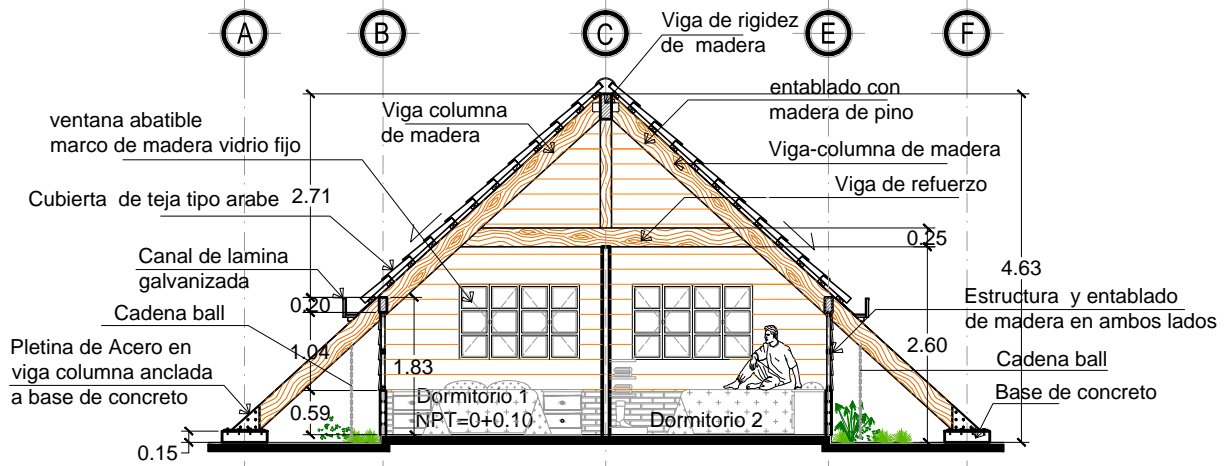 A
B
C
E
F
Viga de rigidez
de madera
Viga columna
de madera
entablado con
madera de pino
ventana abatible
marco de madera vidrio fijo
Viga-columna de madera
Viga de refuerzo
Cubierta de teja tipo arabe
2.71
0.25
Canal de lamina
galvanizada
4.63
0.20
Estructura y entablado
de madera en ambos lados
Cadena ball
1.04
1.83
2.60
Pletina de Acero en
viga columna anclada
a base de concreto
Cadena ball
Base de concreto
0.59
Dormitorio 1
NPT=0+0.10
Dormitorio 2
0.15